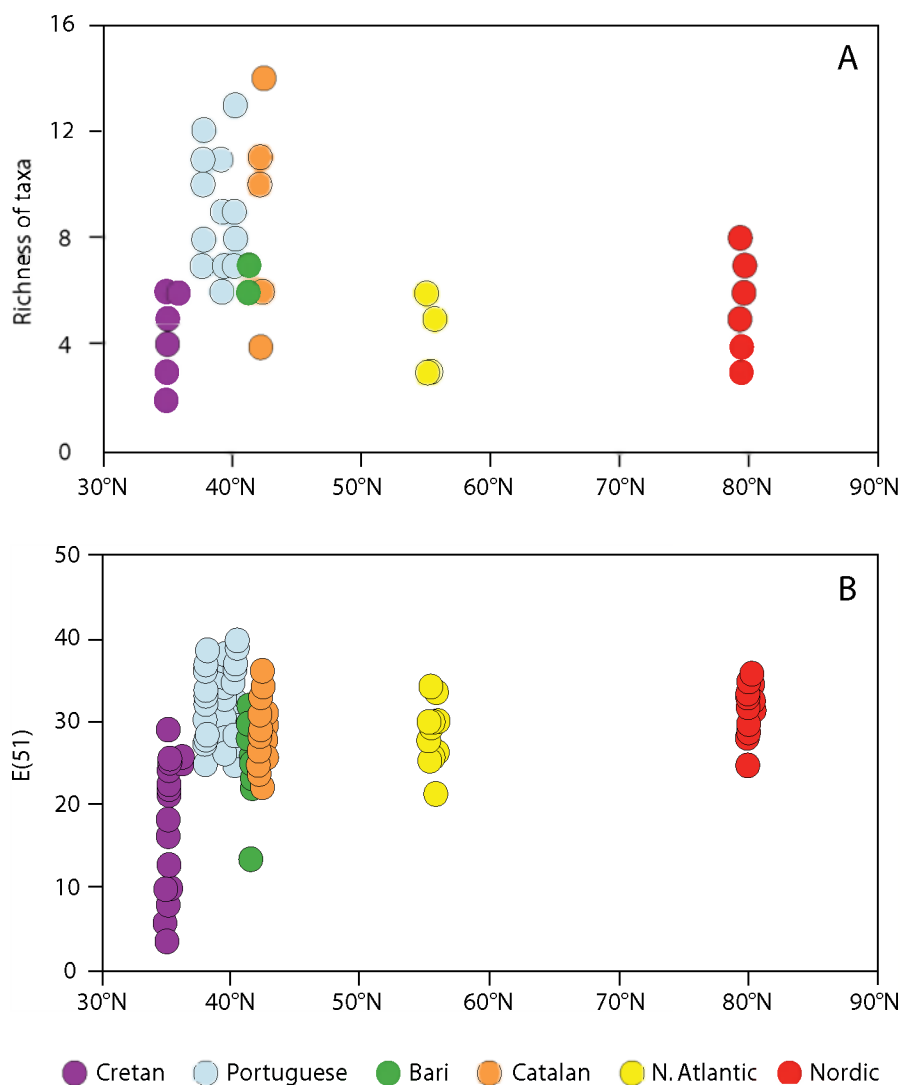 16
A
12
8
4
0
Richness of taxa
30°N 40°N 50°N 60°N 70°N 80°N 90°N
50
B
40
30
20
10
0
E(51)
30°N 40°N 50°N 60°N 70°N 80°N 90°N
Cretan Portuguese Bari Catalan N. Atlantic Nordic